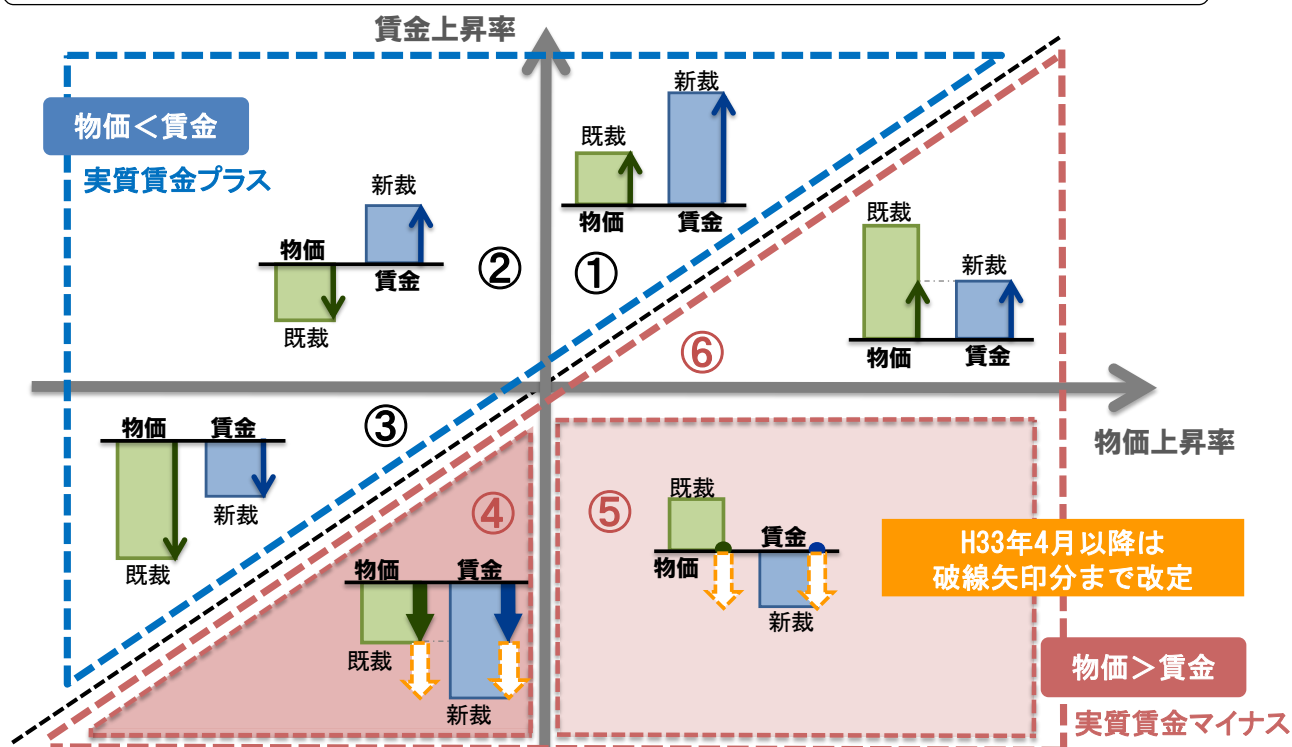 賃金上昇率
物価＜賃金
実質賃金プラス
新裁
既裁
物価
賃金
①
新裁
物価
賃金
既裁
②
既裁
新裁
物価
賃金
⑥
物価上昇率
物価
賃金
新裁
既裁
③
④
物価
賃金
既裁
新裁
⑤
既裁
賃金
物価
新裁
H33年4月以降は
破線矢印分まで改定
物価＞賃金
実質賃金マイナス